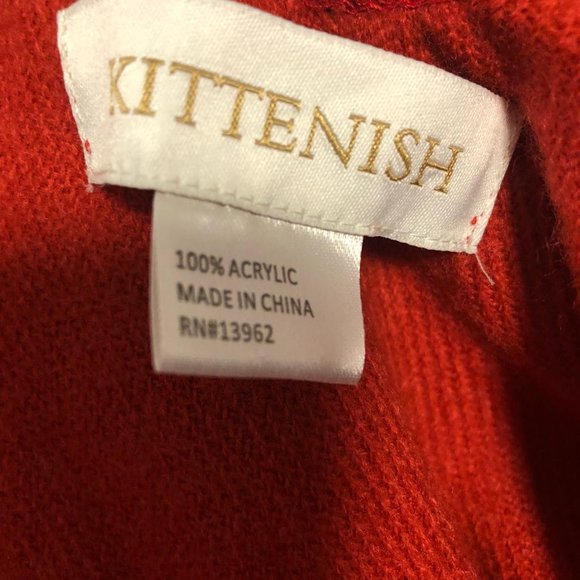 KITTENISH
100% ACRYLIC
MADE IN CHINA
RN#13962